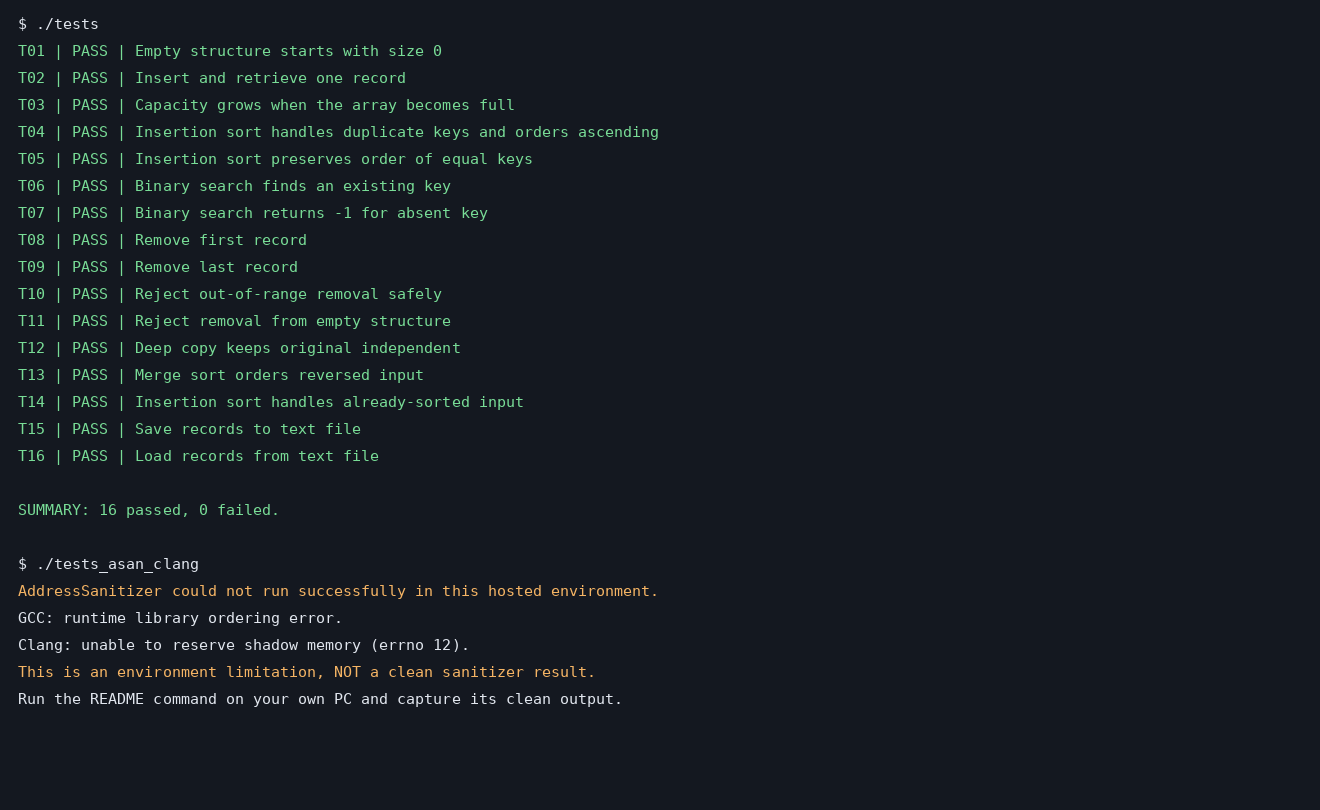 $ ./tests
T01 | PASS | Empty structure starts with size 0
T02 | PASS | Insert and retrieve one record
T03 | PASS | Capacity grows when the array becomes full
T04 | PASS | Insertion sort handles duplicate keys and orders ascending
T05 | PASS | Insertion sort preserves order of equal keys
T06 | PASS | Binary search finds an existing key
T07 | PASS | Binary search returns -1 for absent key
T08 | PASS | Remove first record
T09 | PASS | Remove last record
T10 | PASS | Reject out-of-range removal safely
T11 | PASS | Reject removal from empty structure
T12 | PASS | Deep copy keeps original independent
T13 | PASS | Merge sort orders reversed input
T14 | PASS | Insertion sort handles already-sorted input
T15 | PASS | Save records to text file
T16 | PASS | Load records from text file
SUMMARY: 16 passed, 0 failed.
$ ./tests_asan_clang
AddressSanitizer could not run successfully in this hosted environment.
GCC: runtime library ordering error.
Clang: unable to reserve shadow memory (errno 12).
This is an environment limitation, NOT a clean sanitizer result.
Run the README command on your own PC and capture its clean output.